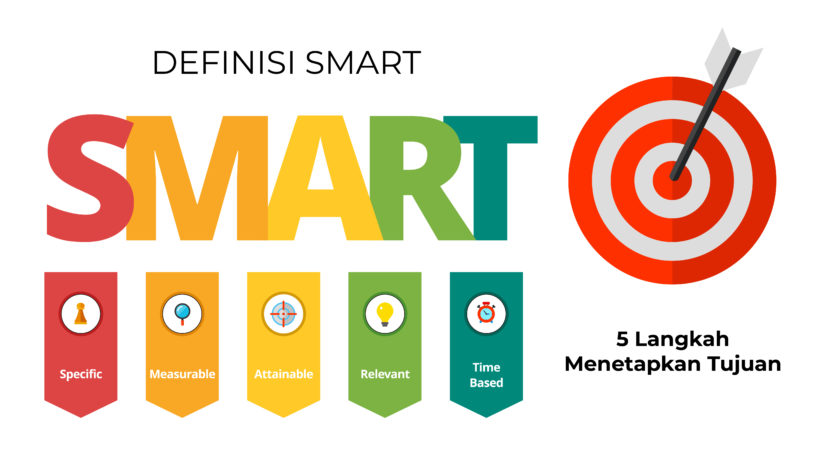 DEFINISI SMART
SMART
Specific
Measurable
Attainable
Relevant
Time
Based
5 Langkah
Menetapkan Tujuan